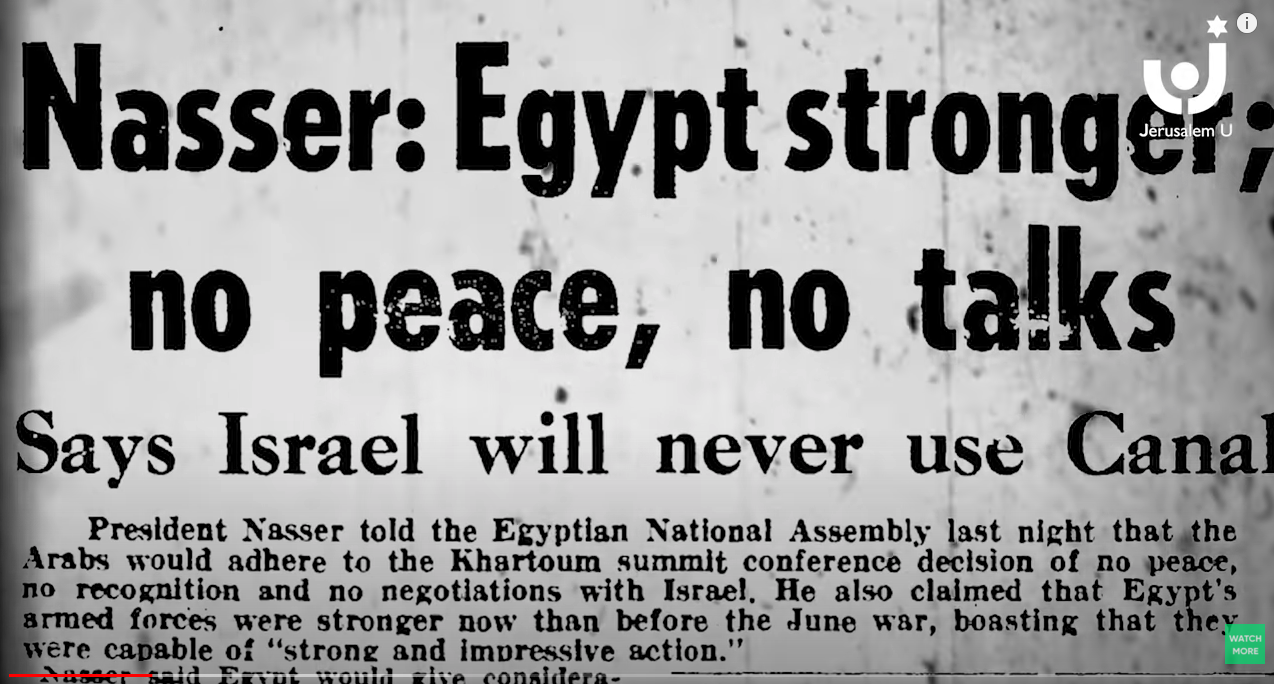 Nasser: Egypt stronger;
no peace, no talks
Says Israel will never use Canal
President Nasser told the Egyptian National Assembly last night that the
Arabs would adhere to the Khartoum summit conference decision of no peace,
no recognition and no negotiations with Israel. He also claimed that Egypt's
armed forces were stronger now than before the June war, boasting that they
were capable of "strong and impressive action."
Nasser said Egypt would give considera-
Jerusalem U
i
WATCH
MORE